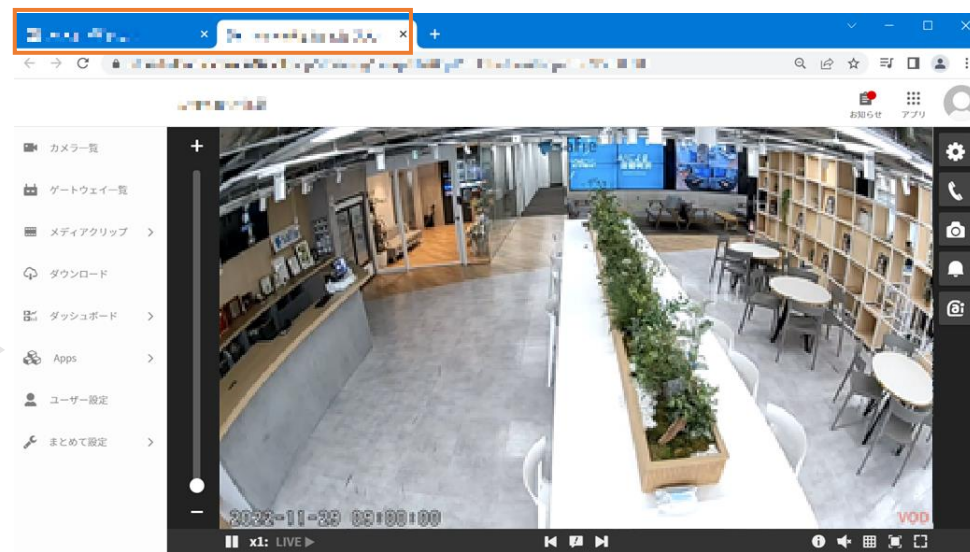 お知らせ
アプリ
カメラ一覧
ゲートウェイ一覧
メディアクリップ
ダウンロード
ダッシュボード
Apps
ユーザー設定
まとめて設定
Safie
2022-11-29 09:00:00
VOD
x1: LIVE